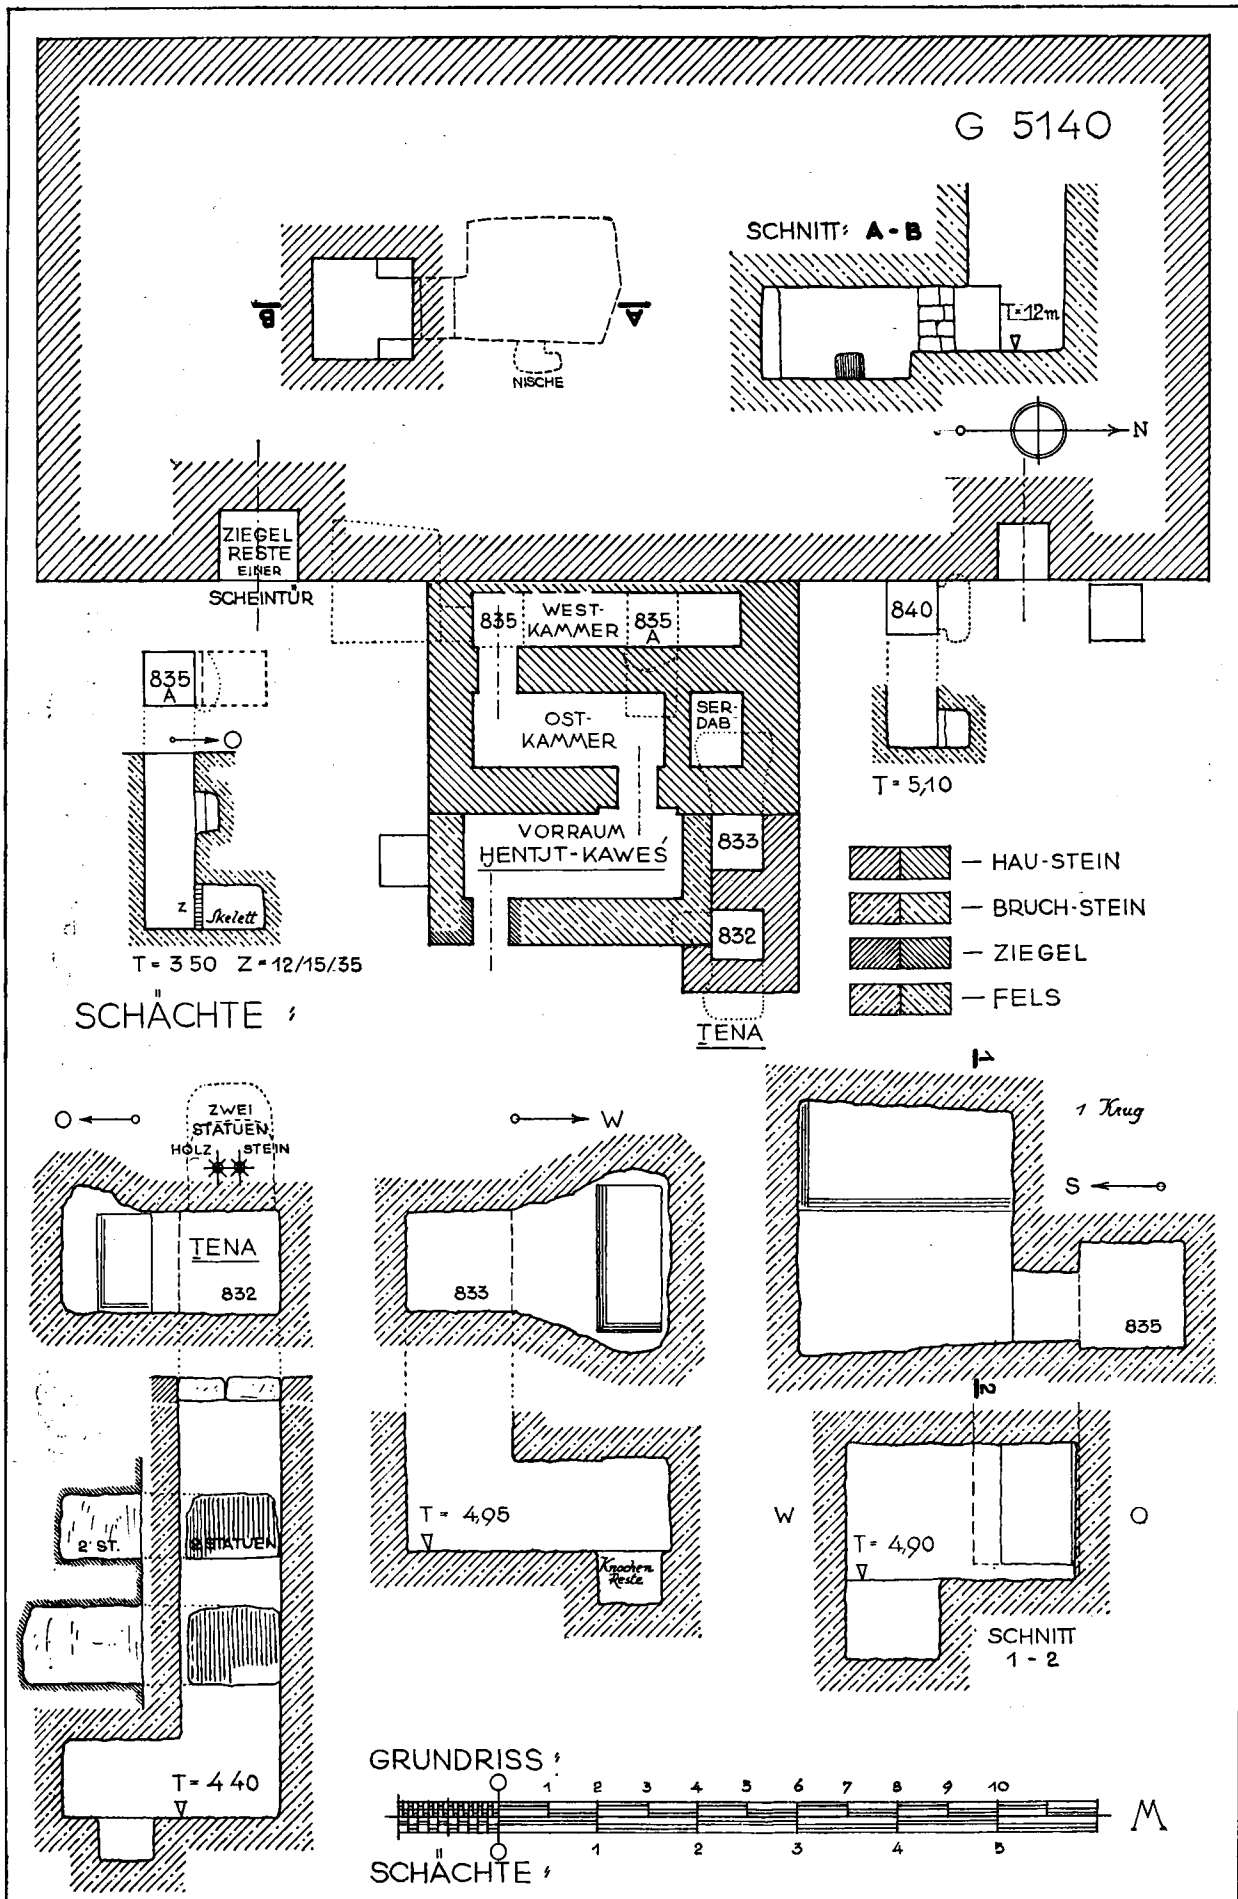 G 5140
SCHNITT: A-B
T=12m
B
A
NISCHE
N
ZIEGEL
RESTE
EINER
SCHEINTÜR
835
WEST-
KAMMER
835
A
840
835
A
OST-
KAMMER
SER-
DAB
O
T=5,10
VORRAUM
ḪENTJT-KAWEŚ
833
832
TENA
HAU-STEIN
BRUCH-STEIN
ZIEGEL
FELS
Z
Skelett
T=3 50 Z=12/15/35
SCHÄCHTE:
O
ZWEI
STATUEN
HOLZ STEIN
W
1
1 Krug
S
ṮENA
832
833
835
2
2 ST.
2 STATUEN
T=4,95
Knochen
Reste
W
T=4,90
O
SCHNITT
1-2
T=4 40
GRUNDRISS:
O 1 2 3 4 5 6 7 8 9 10
M
O 1 2 3 4 5
SCHÄCHTE: